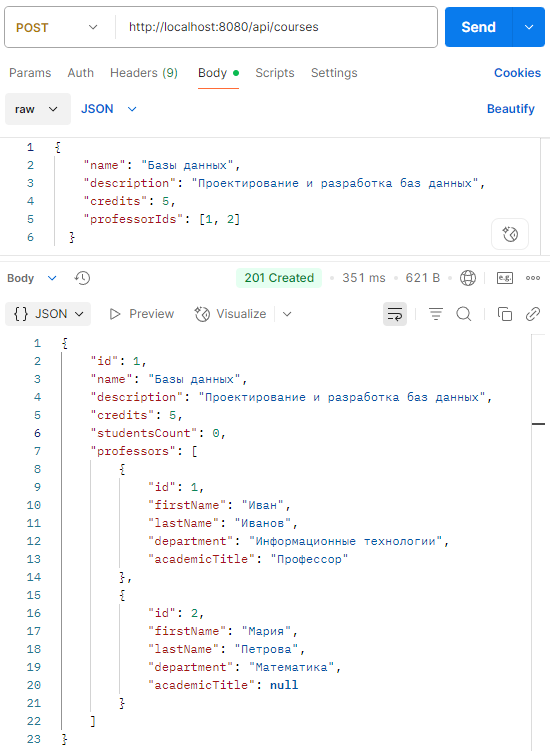 POST http://localhost:8080/api/courses Send
Params Auth Headers (9) Body Scripts Settings Cookies
raw JSON Beautify
1 {
2 "name": "Базы данных",
3 "description": "Проектирование и разработка баз данных",
4 "credits": 5,
5 "professorIds": [1, 2]
6 }
Body 201 Created • 351 ms • 621 B e.g.
{} JSON Preview Visualize
1 {
2 "id": 1,
3 "name": "Базы данных",
4 "description": "Проектирование и разработка баз данных",
5 "credits": 5,
6 "studentsCount": 0,
7 "professors": [
8 {
9 "id": 1,
10 "firstName": "Иван",
11 "lastName": "Иванов",
12 "department": "Информационные технологии",
13 "academicTitle": "Профессор"
14 },
15 {
16 "id": 2,
17 "firstName": "Мария",
18 "lastName": "Петрова",
19 "department": "Математика",
20 "academicTitle": null
21 }
22 ]
23 }